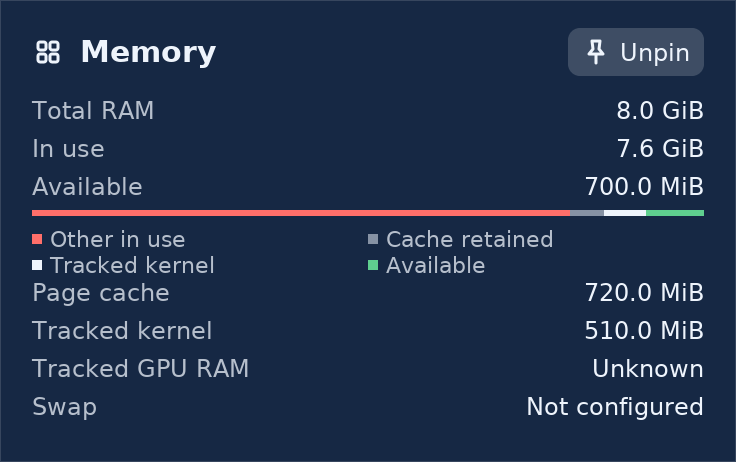 Memory Unpin
Total RAM 8.0 GiB
In use 7.6 GiB
Available 700.0 MiB
Other in use Cache retained
Tracked kernel Available
Page cache 720.0 MiB
Tracked kernel 510.0 MiB
Tracked GPU RAM Unknown
Swap Not configured